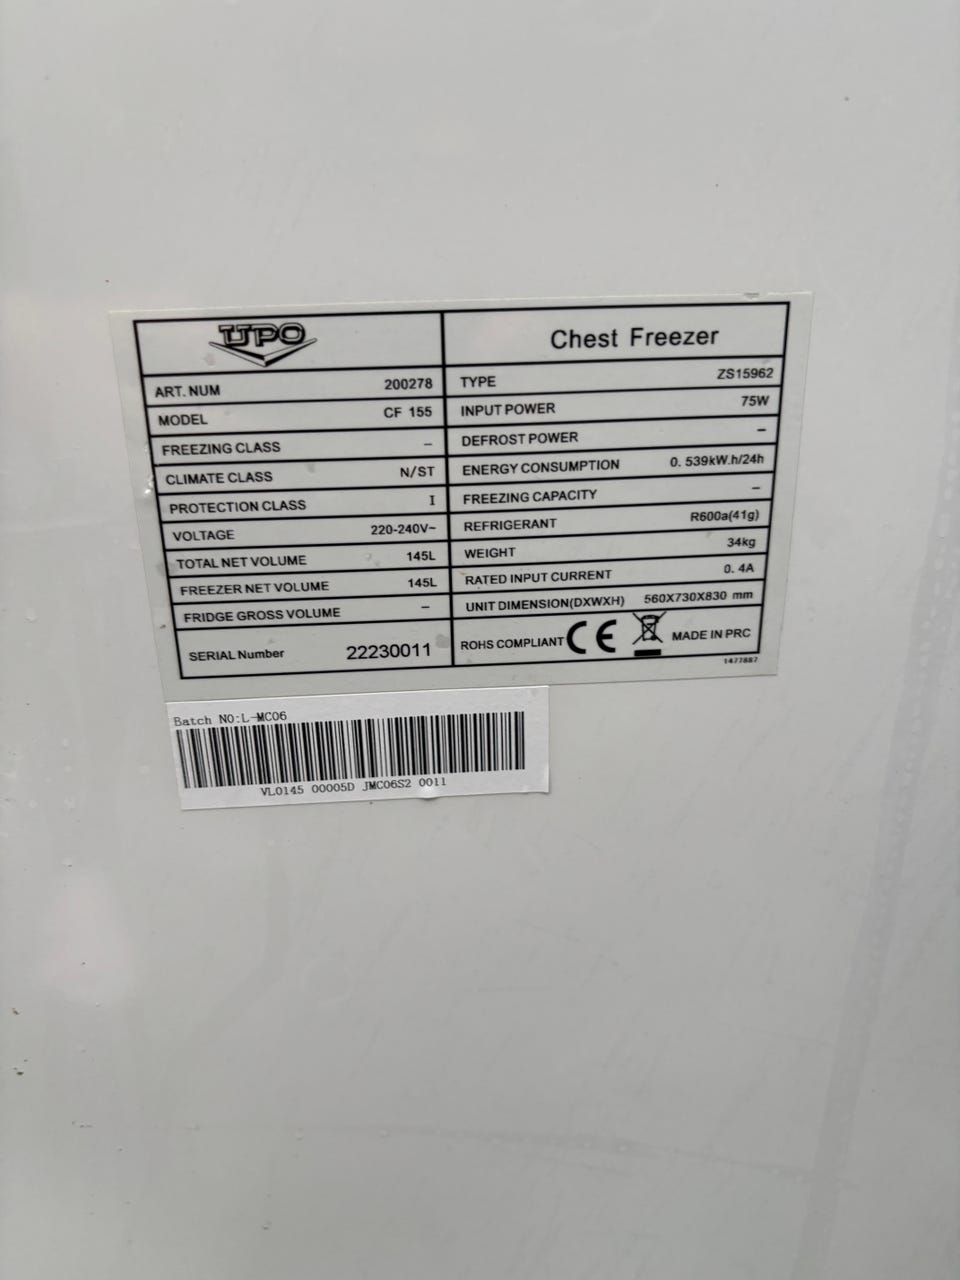 UPO
Chest Freezer
ART. NUM 200278
TYPE ZS15962
MODEL CF 155
INPUT POWER 75W
FREEZING CLASS –
DEFROST POWER –
CLIMATE CLASS N/ST
ENERGY CONSUMPTION 0. 539kW.h/24h
PROTECTION CLASS I
FREEZING CAPACITY –
VOLTAGE 220-240V~
REFRIGERANT R600a(41g)
TOTAL NET VOLUME 145L
WEIGHT 34kg
FREEZER NET VOLUME 145L
RATED INPUT CURRENT 0. 4A
FRIDGE GROSS VOLUME –
UNIT DIMENSION(DXWXH) 560X730X830 mm
SERIAL Number 22230011
ROHS COMPLIANT CE MADE IN PRC
1477887
Batch NO:L-MC06
VL0145 00005D JMC06S2 0011